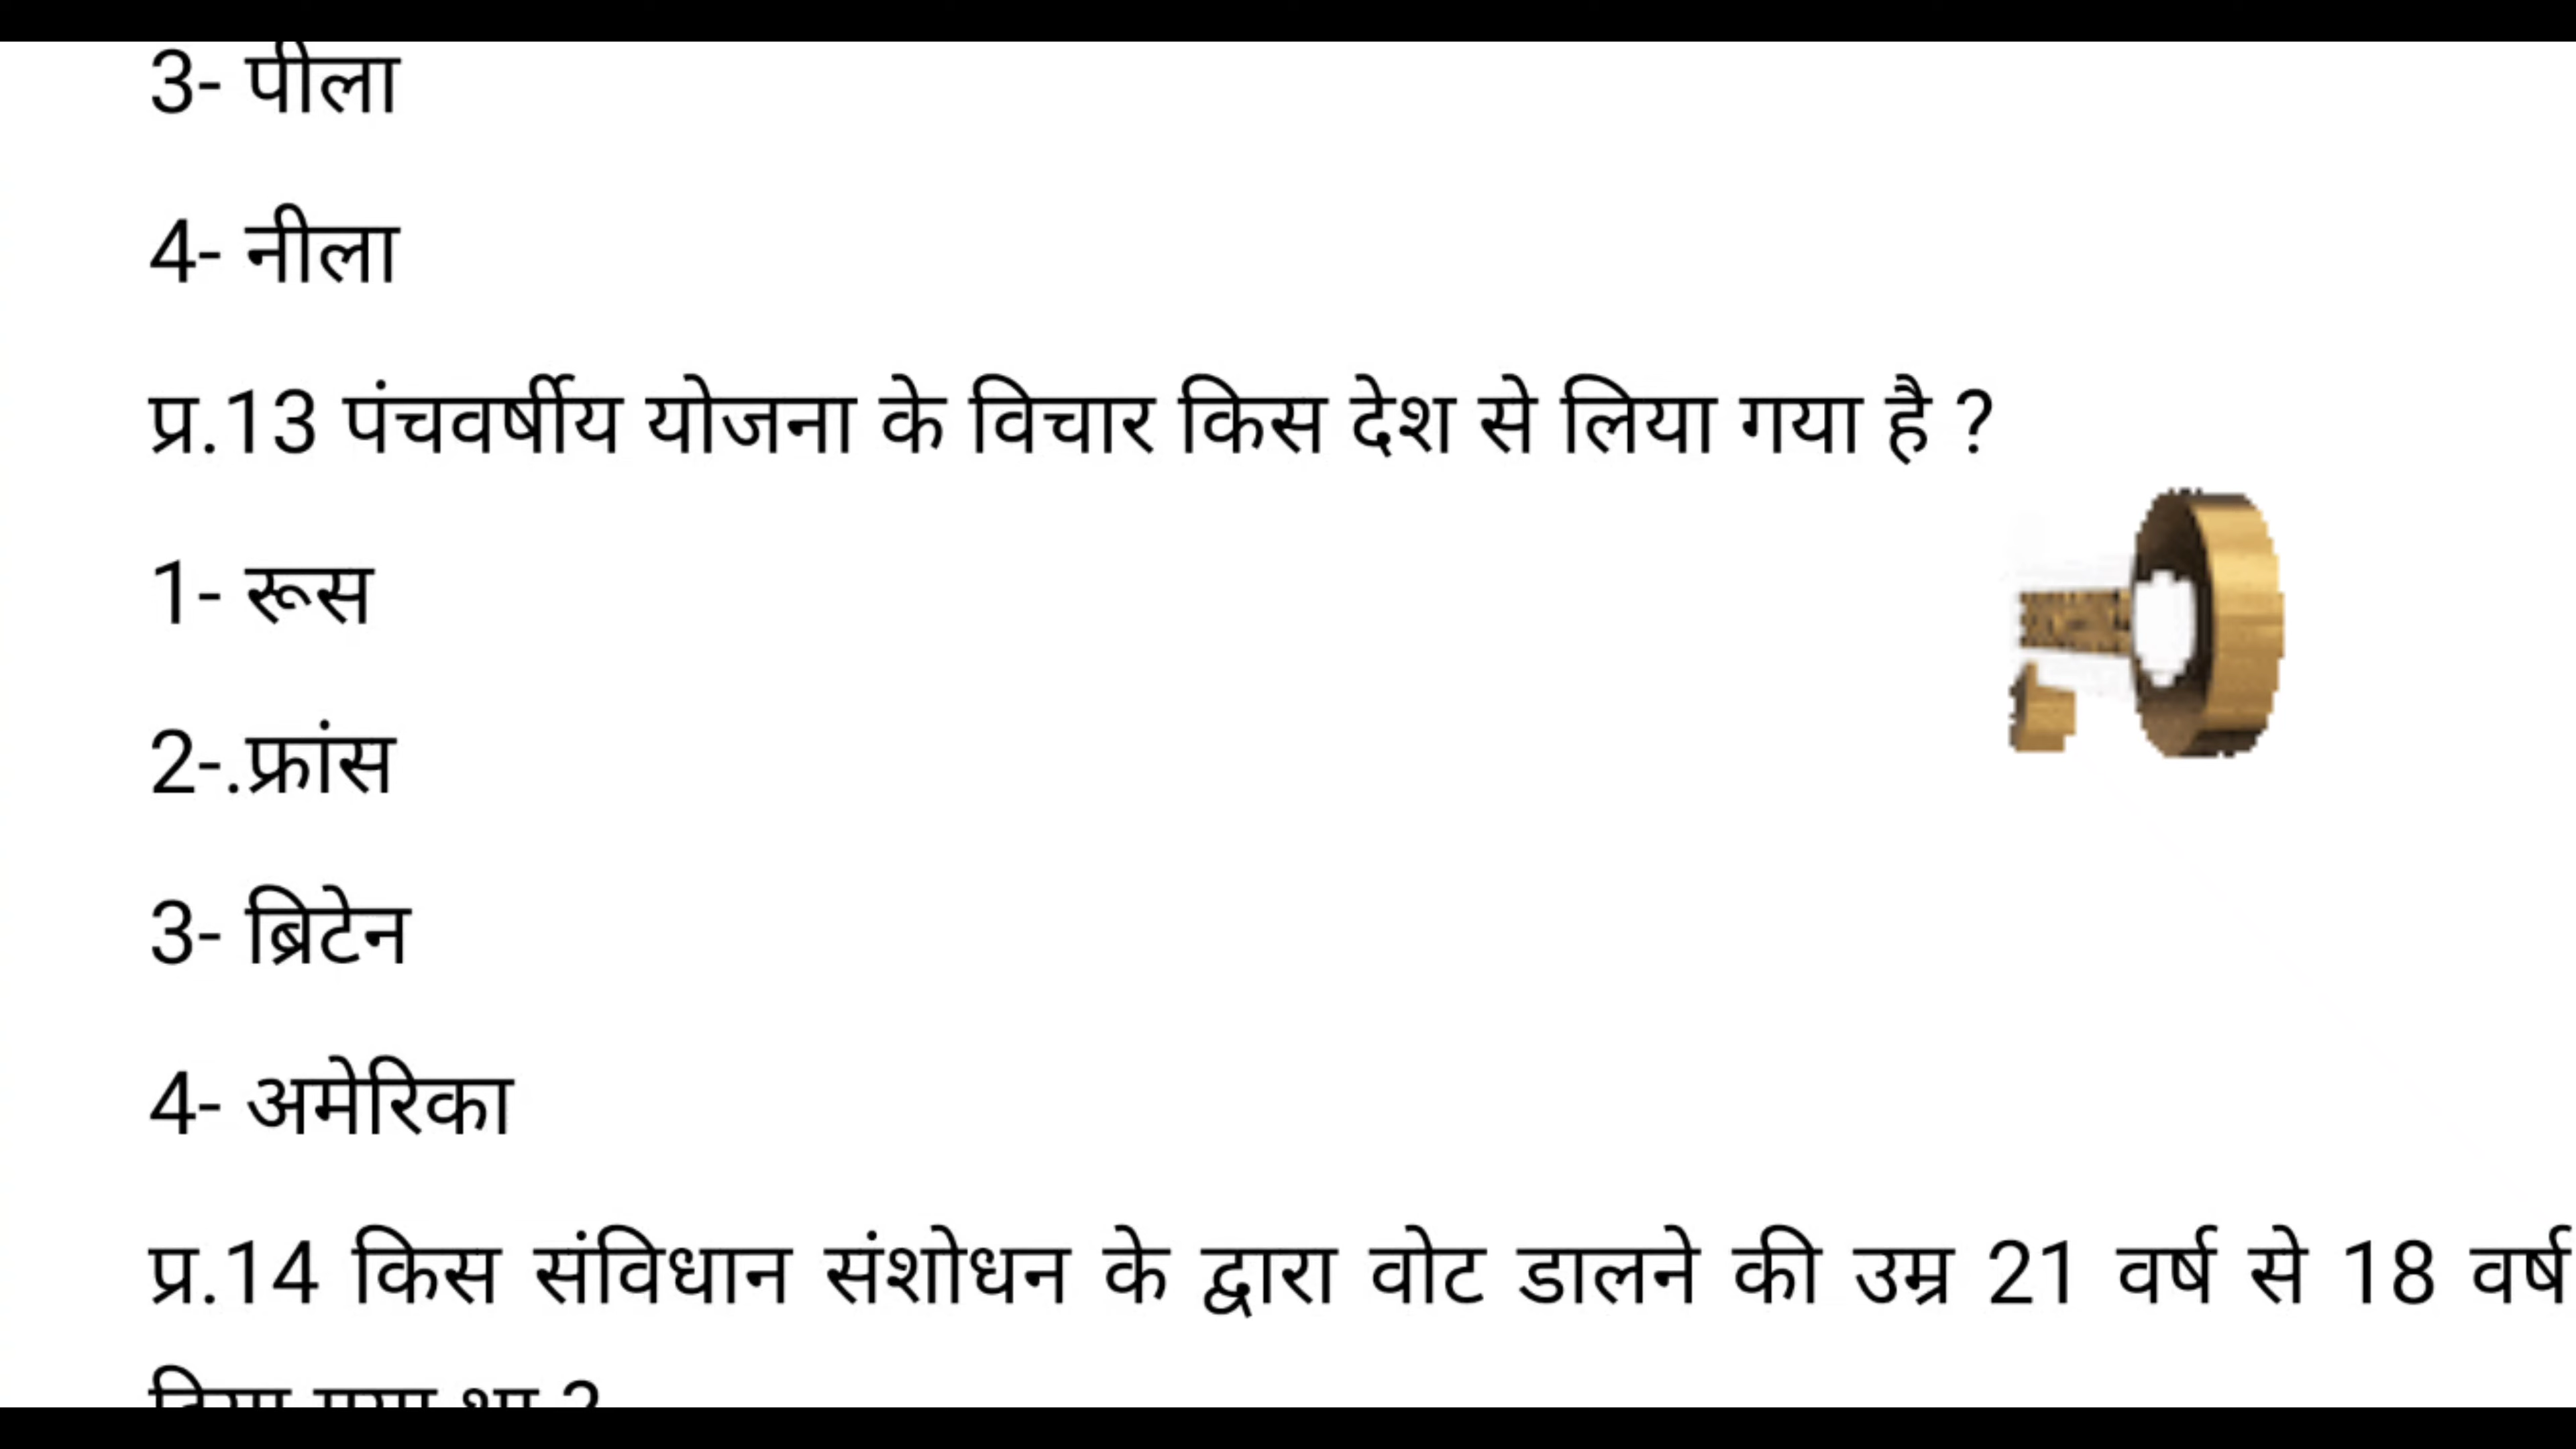 3- पीला
4- नीला
प्र.13 पंचवर्षीय योजना के विचार किस देश से लिया गया है ?
1- रूस
2-.फ्रांस
3- ब्रिटेन
4- अमेरिका
प्र.14 किस संविधान संशोधन के द्वारा वोट डालने की उम्र 21 वर्ष से 18 वर्ष